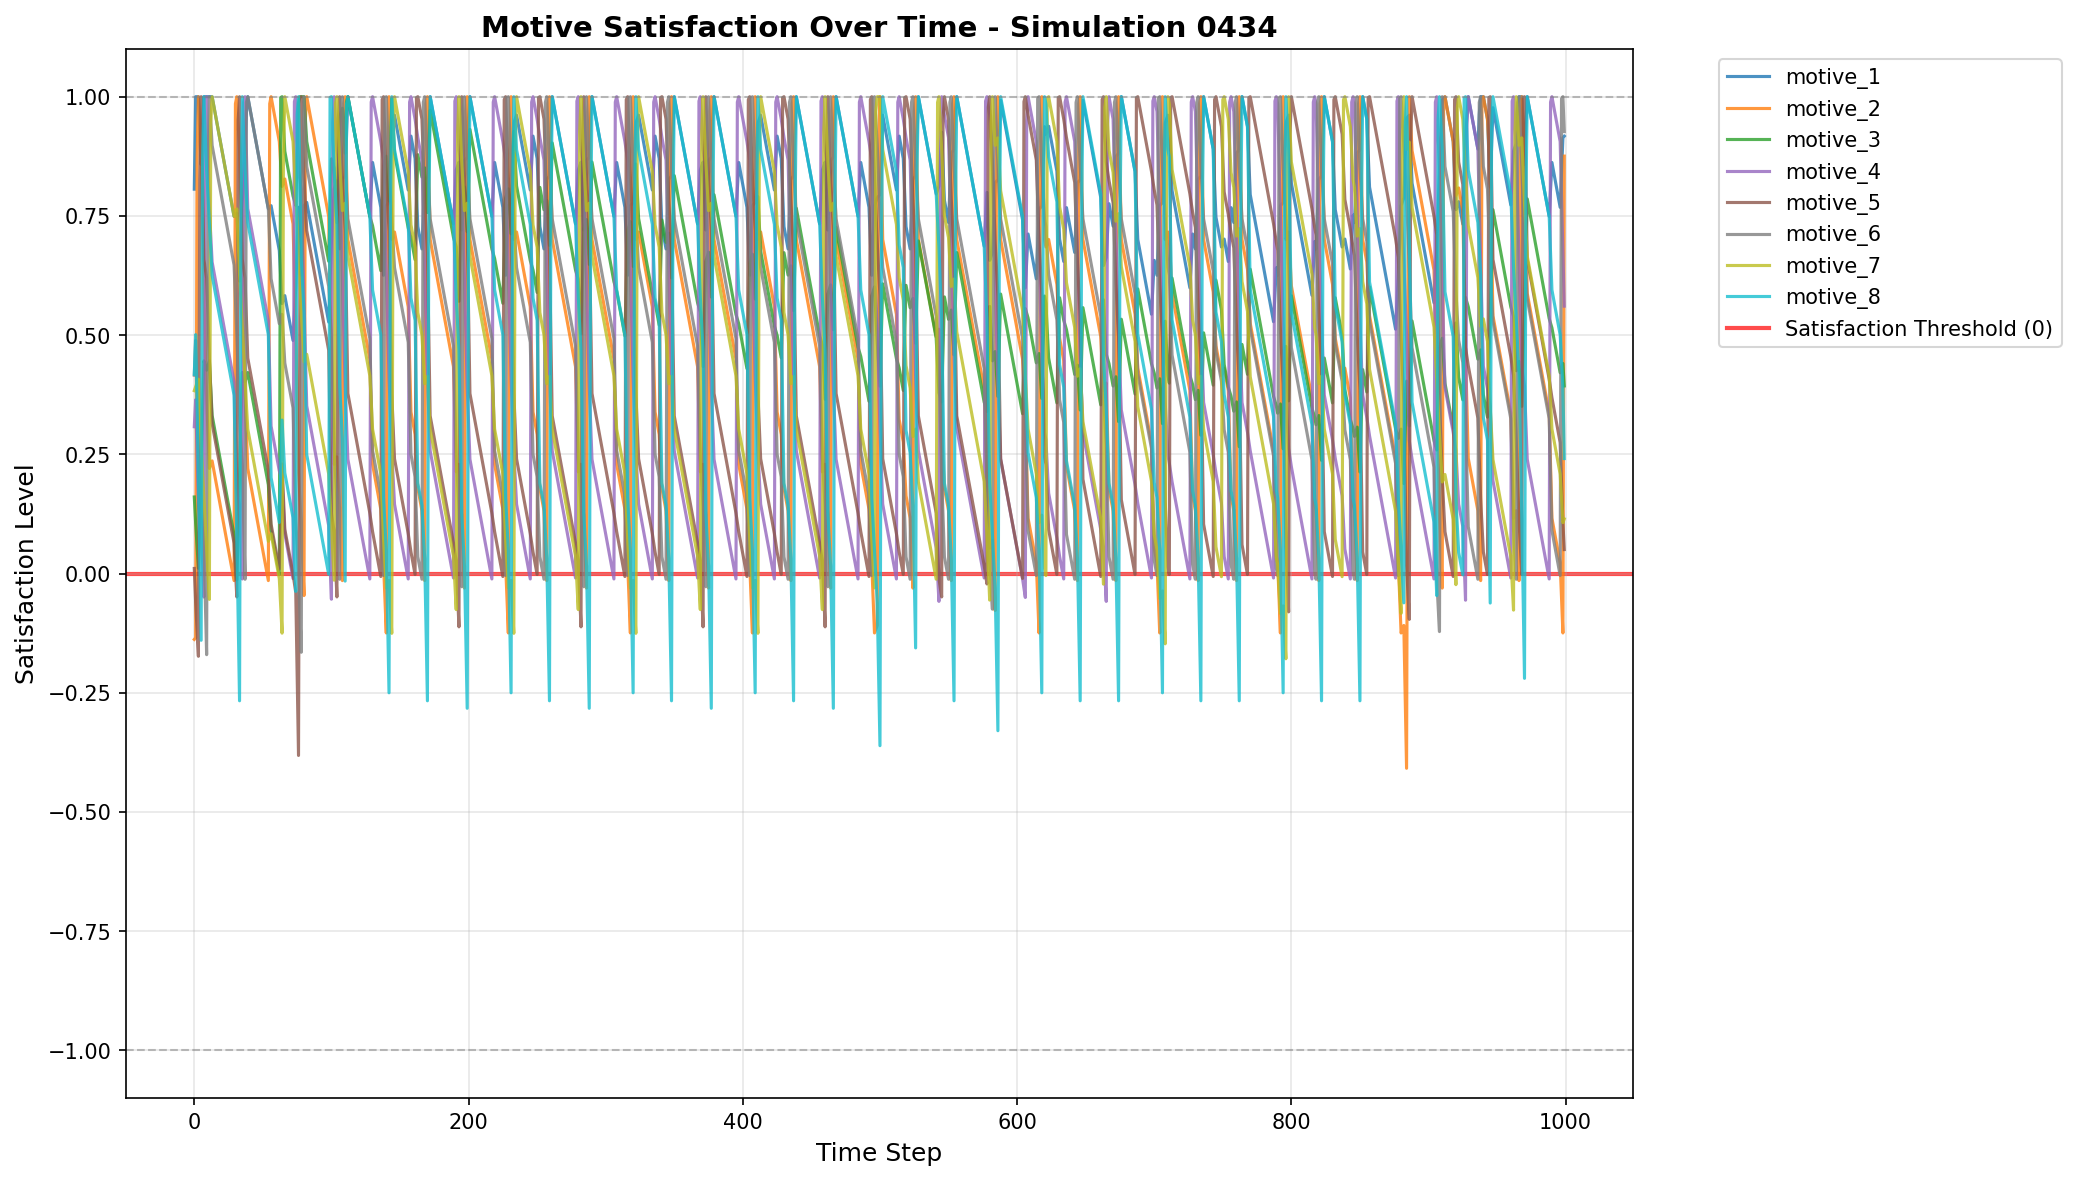 Motive Satisfaction Over Time - Simulation 0434
1.00
0.75
0.50
0.25
0.00
−0.25
−0.50
−0.75
−1.00
Satisfaction Level
0
200
400
600
800
1000
Time Step
motive_1
motive_2
motive_3
motive_4
motive_5
motive_6
motive_7
motive_8
Satisfaction Threshold (0)